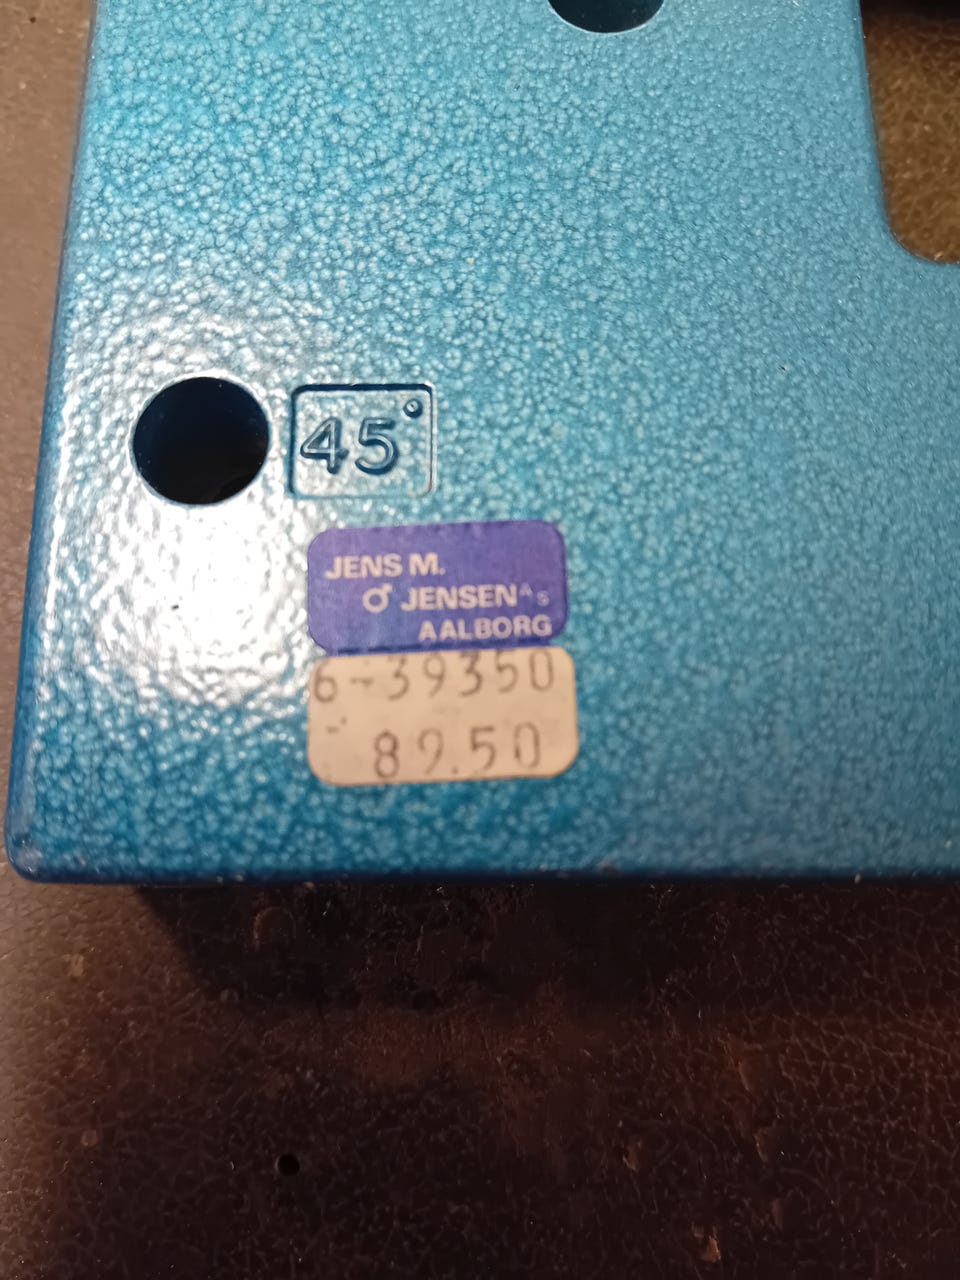 45°
JENS M.
♂ JENSEN A/S
AALBORG
6-39350
89.50